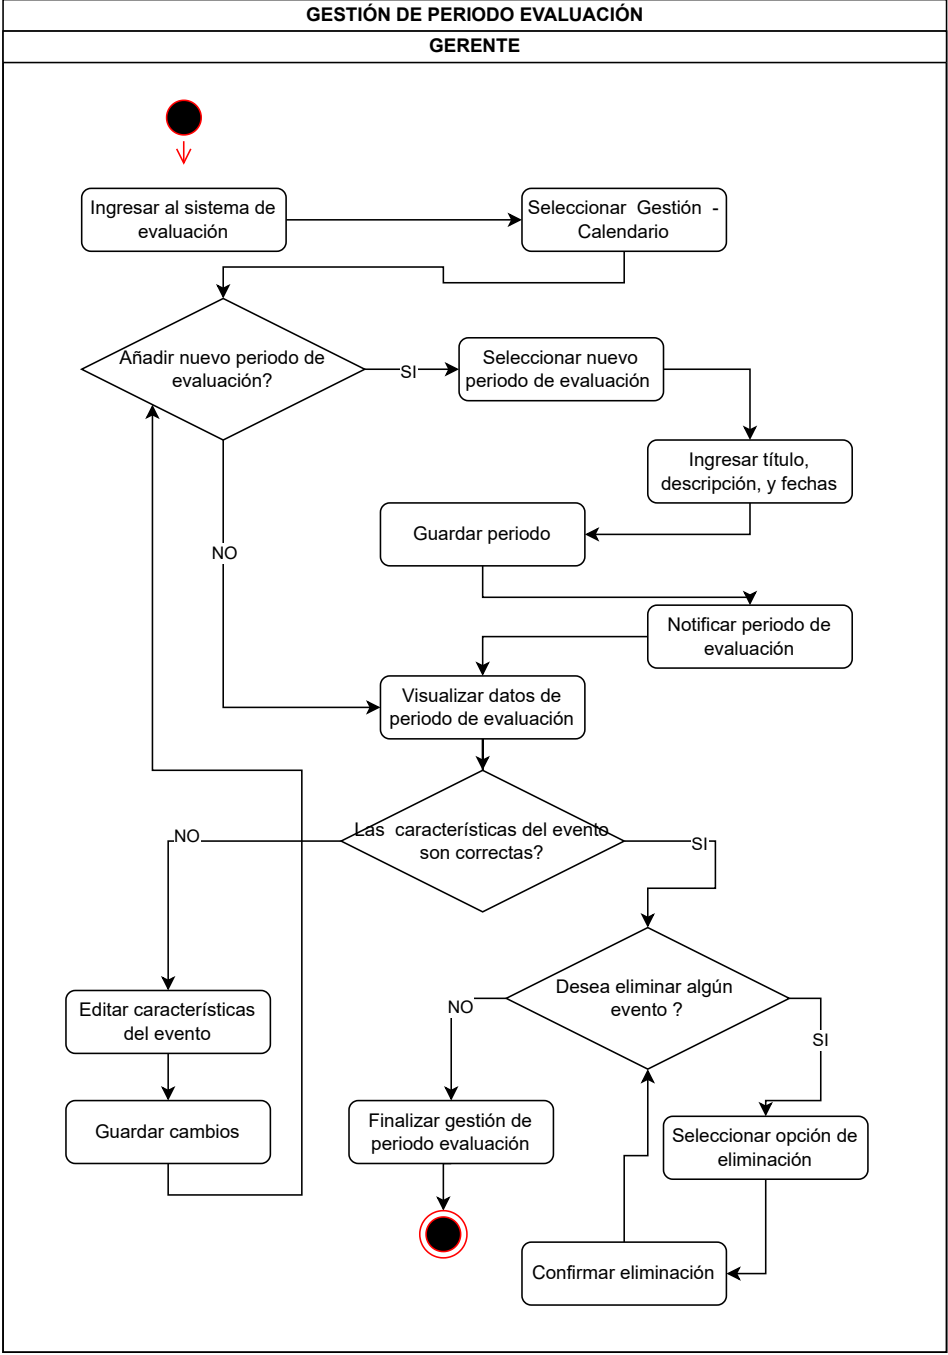 GESTIÓN DE PERIODO EVALUACIÓN
GERENTE
Ingresar al sistema de
evaluación
Seleccionar Gestión -
Calendario
Añadir nuevo periodo de
evaluación?
SI
Seleccionar nuevo
periodo de evaluación
Ingresar título,
descripción, y fechas
Guardar periodo
NO
Notificar periodo de
evaluación
Visualizar datos de
periodo de evaluación
Las características del evento
son correctas?
NO
SI
Desea eliminar algún
evento ?
NO
SI
Editar características
del evento
Guardar cambios
Finalizar gestión de
periodo evaluación
Seleccionar opción de
eliminación
Confirmar eliminación